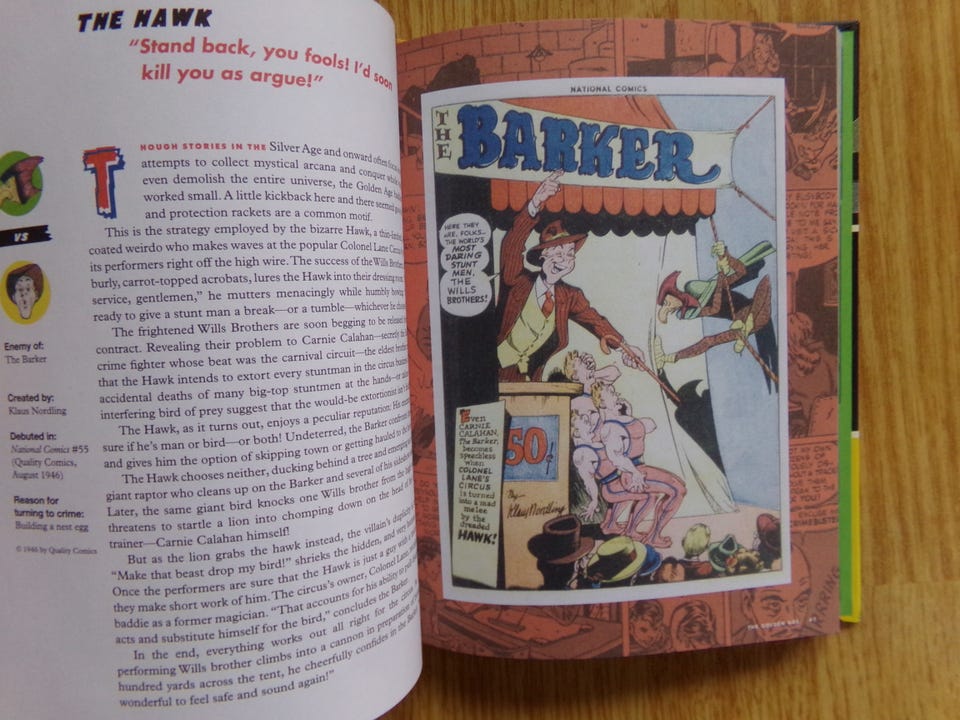 THE HAWK
"Stand back, you fools! I'd soon
kill you as argue!"
THOUGH STORIES IN THE Silver Age and onward often
attempts to collect mystical arcana and conquer
even demolish the entire universe, the Golden Age
worked small. A little kickback here and there seemed
and protection rackets are a common motif.
This is the strategy employed by the bizarre Hawk, a
coated weirdo who makes waves at the popular Colonel Lane
its performers right off the high wire. The success of the Wills
burly, carrot-topped acrobats, lures the Hawk into their dressing
service, gentlemen," he mutters menacingly while humbly
ready to give a stunt man a break—or a tumble—whichever
The frightened Wills Brothers are soon begging to be
contract. Revealing their problem to Carnie Calahan—secretly
crime fighter whose beat was the carnival circuit—the eldest
that the Hawk intends to extort every stuntman in the circus
accidental deaths of many big-top stuntmen at the hands—or
interfering bird of prey suggest that the would-be extortionist
The Hawk, as it turns out, enjoys a peculiar reputation:
sure if he's man or bird—or both! Undeterred, the Barker
and gives him the option of skipping town or getting hauled
The Hawk chooses neither, ducking behind a tree and
giant raptor who cleans up on the Barker and several of his
Later, the same giant bird knocks one Wills brother from the
threatens to startle a lion into chomping down on the head of
trainer—Carnie Calahan himself!
But as the lion grabs the hawk instead, the villain's
"Make that beast drop my bird!" shrieks the hidden, and very
Once the performers are sure that the Hawk is just a guy with a
they make short work of him. The circus's owner, Colonel Lane,
baddie as a former magician. "That accounts for his ability to
acts and substitute himself for the bird," concludes the Barker.
In the end, everything works out all right for the
performing Wills brother climbs into a cannon in
hundred yards across the tent, he cheerfully confides in the
wonderful to feel safe and sound again!"
VS
Enemy of:
The Barker
Created by:
Klaus Nordling
Debuted in:
National Comics #55
(Quality Comics,
August 1946)
Reason for
turning to crime:
Building a nest egg
© 1946 by Quality Comics
NATIONAL COMICS
THE
BARKER
HERE THEY
ARE, FOLKS...
THE WORLD'S
MOST
DARING
STUNT
MEN,
THE
WILLS
BROTHERS!
50¢
Even
CARNIE
CALAHAN,
The Barker,
becomes
speechless
when
COLONEL
LANE'S
CIRCUS
is turned
into a mad
melee
by the
dreaded
HAWK!
By—
Klaus Nordling
THE GOLDEN AGE